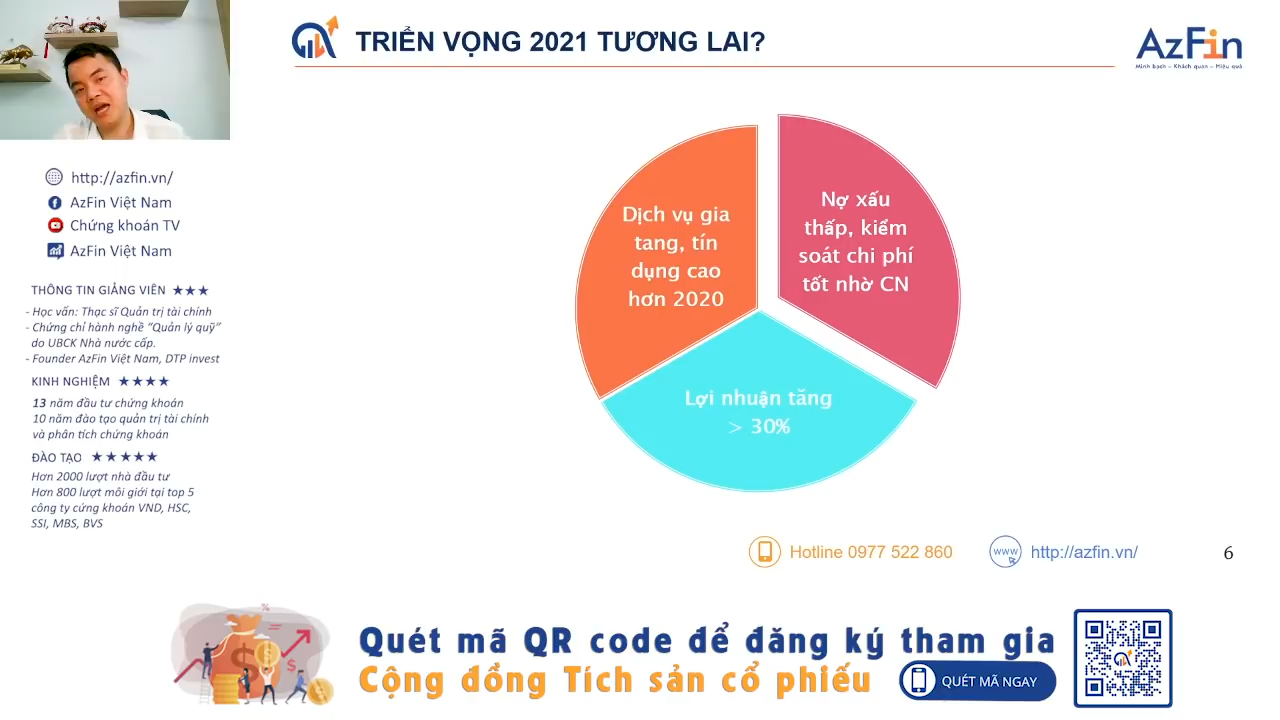 TRIỂN VỌNG 2021 TƯƠNG LAI?
AzFin
Minh bạch – Khách quan – Hiệu quả
http://azfin.vn/
AzFin Việt Nam
Chứng khoán TV
AzFin Việt Nam
THÔNG TIN GIẢNG VIÊN ★★★
- Học vấn: Thạc sĩ Quản trị tài chính
- Chứng chỉ hành nghề “Quản lý quỹ”
do UBCK Nhà nước cấp.
- Founder AzFin Việt Nam, DTP invest
KINH NGHIỆM ★★★★
13 năm đầu tư chứng khoán
10 năm đào tạo quản trị tài chính
và phân tích chứng khoán
ĐÀO TẠO ★★★★★
Hơn 2000 lượt nhà đầu tư
Hơn 800 lượt môi giới tại top 5
công ty cứng khoán VND, HSC,
SSI, MBS, BVS
Dịch vụ gia
tang, tín
dụng cao
hơn 2020
Nợ xấu
thấp, kiểm
soát chi phí
tốt nhờ CN
Lợi nhuận tăng
> 30%
Hotline 0977 522 860
www
http://azfin.vn/
6
Quét mã QR code để đăng ký tham gia
Cộng đồng Tích sản cổ phiếu
QUÉT MÃ NGAY